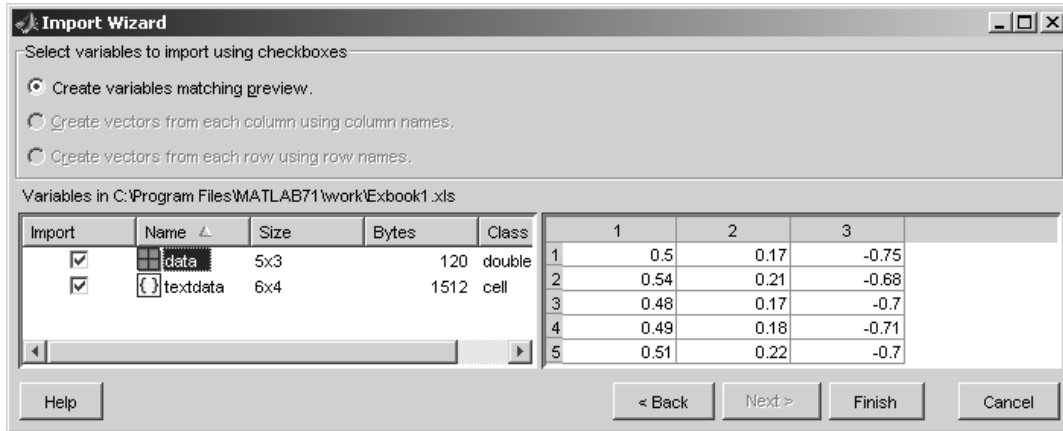 Import Wizard
Select variables to import using checkboxes
Create variables matching preview.
Create vectors from each column using column names.
Create vectors from each row using row names.
Variables in C:\Program Files\MATLAB71\work\Exbook1.xls
Import Name Size Bytes Class
data 5x3 120 double
{ } textdata 6x4 1512 cell
1 2 3
1 0.5 0.17 -0.75
2 0.54 0.21 -0.68
3 0.48 0.17 -0.7
4 0.49 0.18 -0.71
5 0.51 0.22 -0.7
Help < Back Next > Finish Cancel